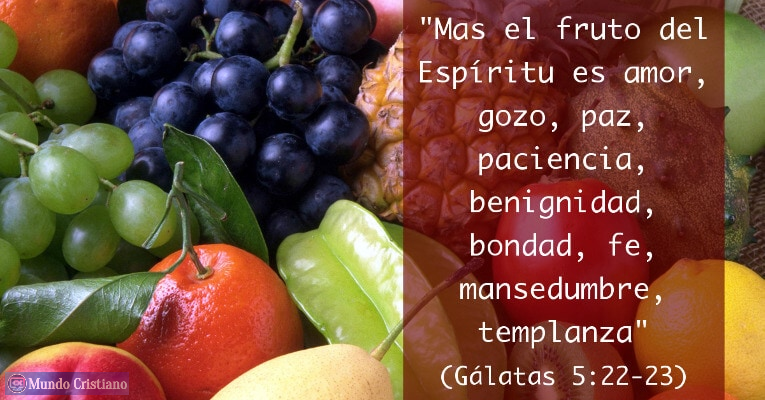 "Mas el fruto del
Espíritu es amor,
gozo, paz,
paciencia,
benignidad,
bondad, fe,
mansedumbre,
templanza"
(Gálatas 5:22-23)
Mundo Cristiano